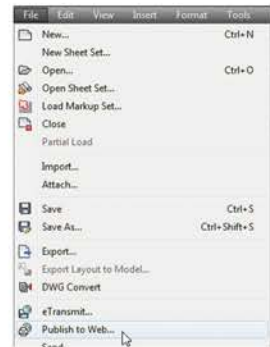 File Edit View Insert Format Tools
New... Ctrl+N
New Sheet Set...
Open... Ctrl+O
Open Sheet Set...
Load Markup Set...
Close
Partial Load
Import...
Attach...
Save Ctrl+S
Save As... Ctrl+Shift+S
Export...
Export Layout to Model...
DWG Convert
eTransmit...
Publish to Web...
Send...